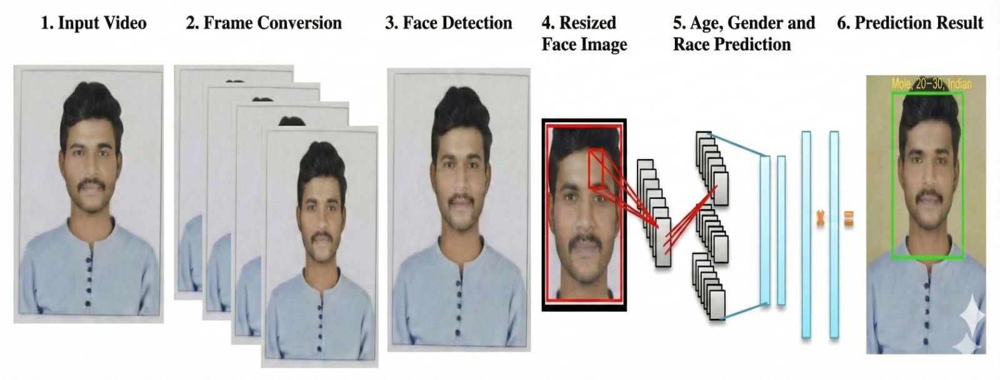 1. Input Video
2. Frame Conversion
3. Face Detection
4. Resized
Face Image
5. Age, Gender and
Race Prediction
6. Prediction Result
Mole, 20-30, Indian